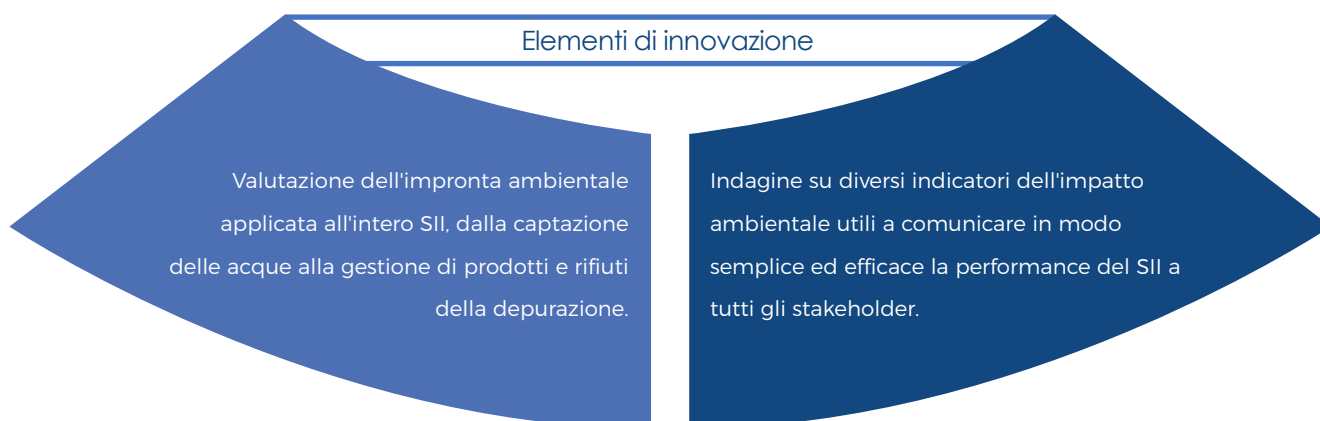 Elementi di innovazione
Valutazione dell'impronta ambientale
applicata all'intero SII, dalla captazione
delle acque alla gestione di prodotti e rifiuti
della depurazione.
Indagine su diversi indicatori dell'impatto
ambientale utili a comunicare in modo
semplice ed efficace la performance del SII a
tutti gli stakeholder.